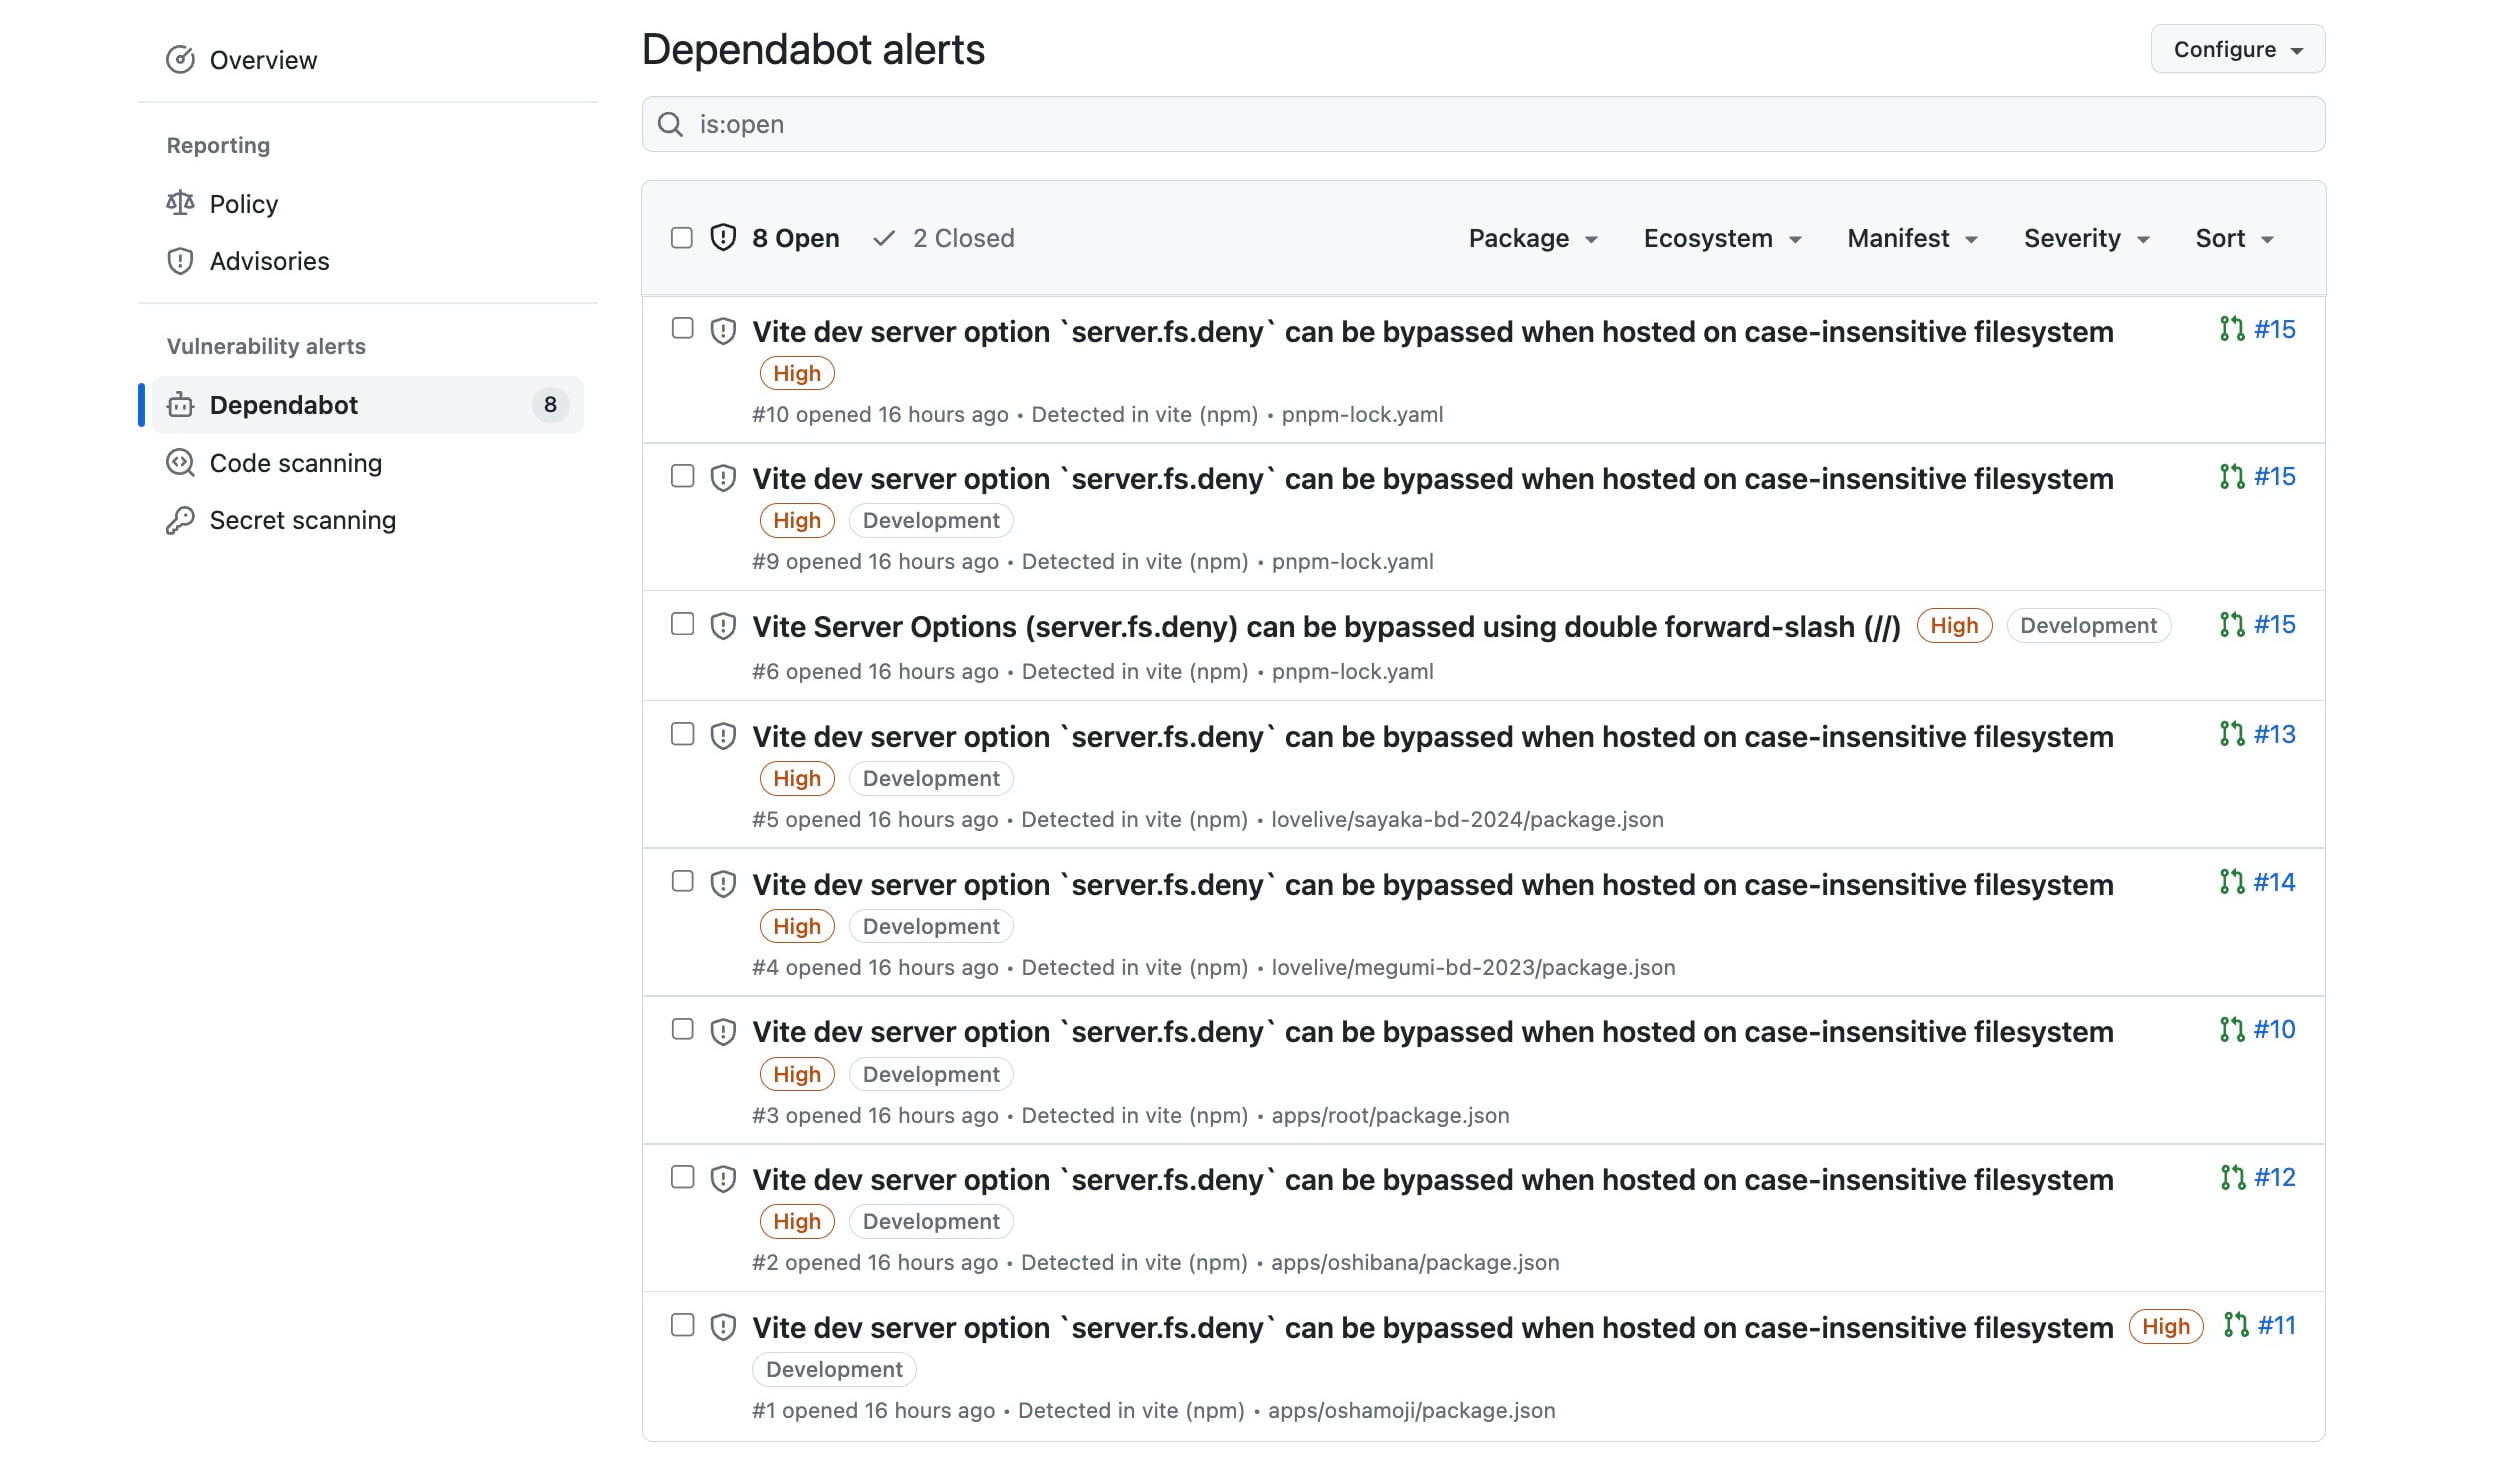 Overview
Reporting
Policy
Advisories
Vulnerability alerts
Dependabot 8
Code scanning
Secret scanning
Dependabot alerts
Configure
is:open
8 Open 2 Closed Package Ecosystem Manifest Severity Sort
Vite dev server option `server.fs.deny` can be bypassed when hosted on case-insensitive filesystem #15
High
#10 opened 16 hours ago • Detected in vite (npm) • pnpm-lock.yaml
Vite dev server option `server.fs.deny` can be bypassed when hosted on case-insensitive filesystem #15
High Development
#9 opened 16 hours ago • Detected in vite (npm) • pnpm-lock.yaml
Vite Server Options (server.fs.deny) can be bypassed using double forward-slash (//) High Development #15
#6 opened 16 hours ago • Detected in vite (npm) • pnpm-lock.yaml
Vite dev server option `server.fs.deny` can be bypassed when hosted on case-insensitive filesystem #13
High Development
#5 opened 16 hours ago • Detected in vite (npm) • lovelive/sayaka-bd-2024/package.json
Vite dev server option `server.fs.deny` can be bypassed when hosted on case-insensitive filesystem #14
High Development
#4 opened 16 hours ago • Detected in vite (npm) • lovelive/megumi-bd-2023/package.json
Vite dev server option `server.fs.deny` can be bypassed when hosted on case-insensitive filesystem #10
High Development
#3 opened 16 hours ago • Detected in vite (npm) • apps/root/package.json
Vite dev server option `server.fs.deny` can be bypassed when hosted on case-insensitive filesystem #12
High Development
#2 opened 16 hours ago • Detected in vite (npm) • apps/oshibana/package.json
Vite dev server option `server.fs.deny` can be bypassed when hosted on case-insensitive filesystem High #11
Development
#1 opened 16 hours ago • Detected in vite (npm) • apps/oshamoji/package.json